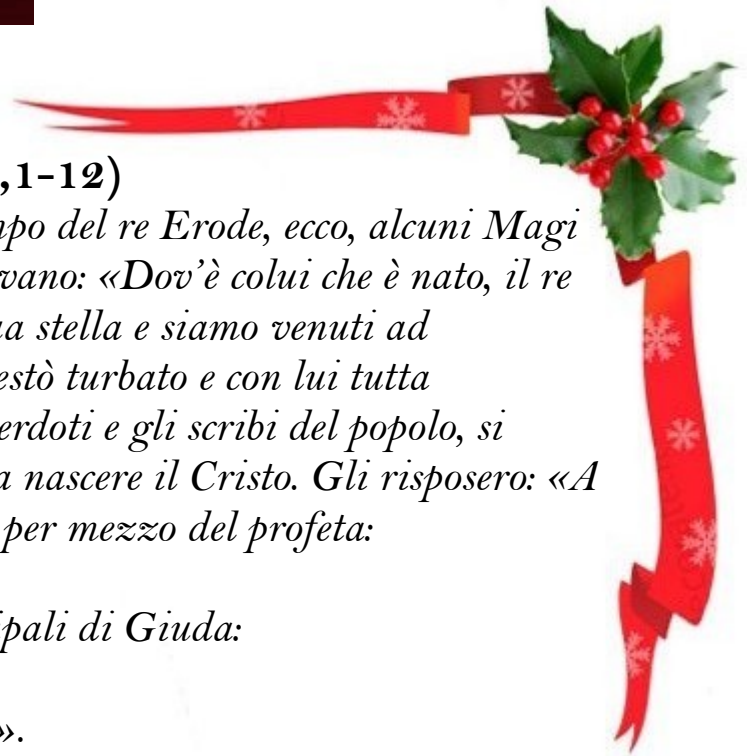 ,1-12)
po del re Erode, ecco, alcuni Magi
vano: «Dov'è colui che è nato, il re
a stella e siamo venuti ad
estò turbato e con lui tutta
erdoti e gli scribi del popolo, si
a nascere il Cristo. Gli risposero: «A
per mezzo del profeta:
pali di Giuda:
».